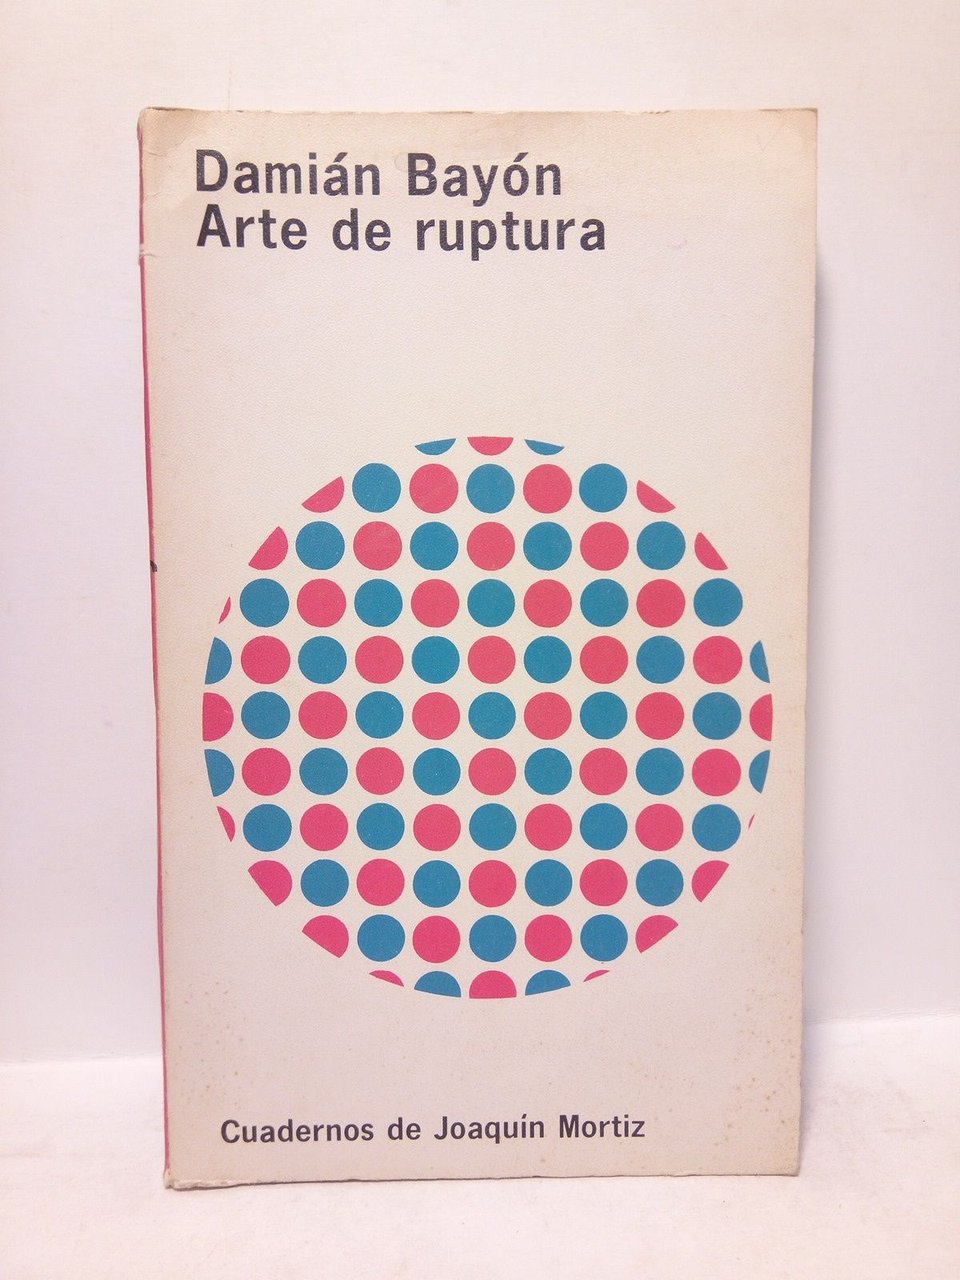 Damián Bayón
Arte de ruptura
Cuadernos de Joaquín Mortiz